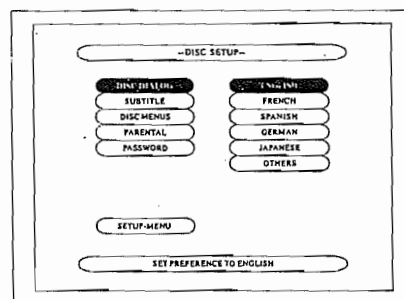 --DISC SETUP--
DISC DIALOG
SUBTITLE
DISC MENUS
PARENTAL
PASSWORD
ENGLISH
FRENCH
SPANISH
GERMAN
JAPANESE
OTHERS
SETUP-MENU
SET PREFERENCE TO ENGLISH